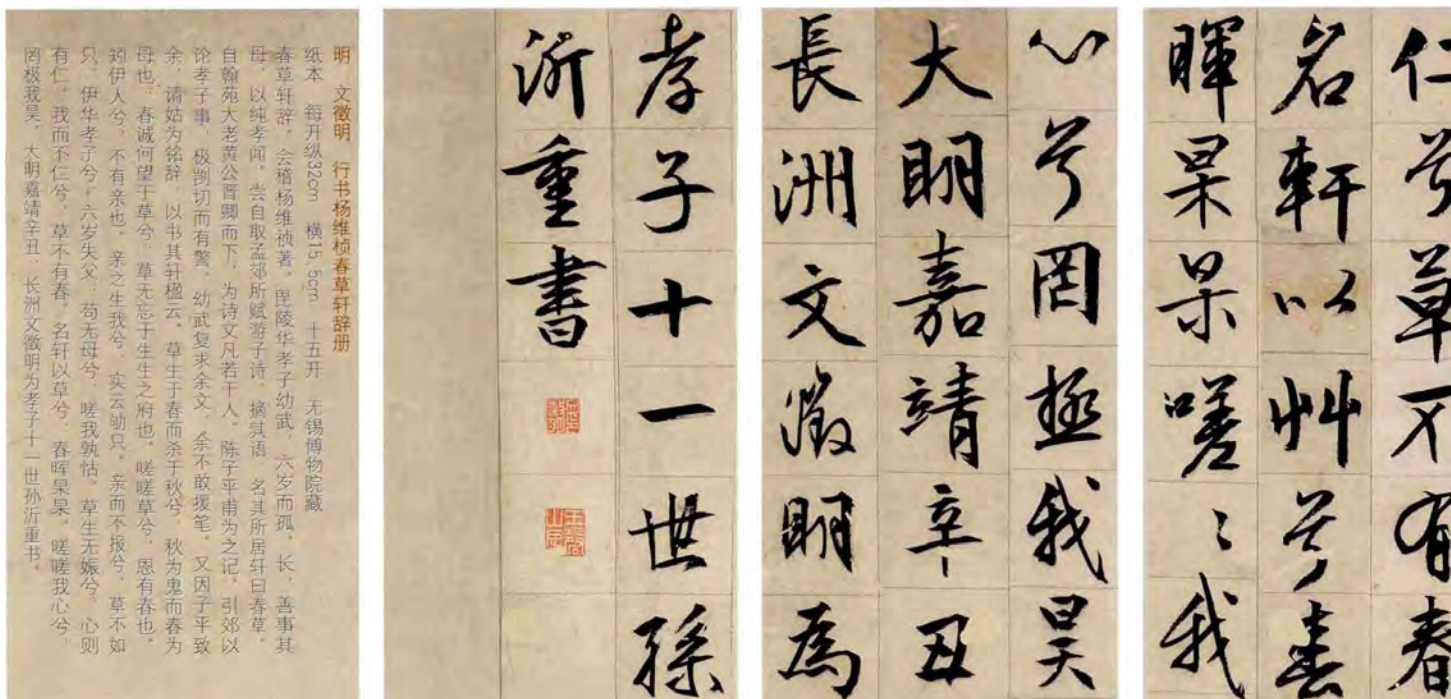 仁兮草不有春
名軒以艸兮春
暉杲杲嗟〻我
心兮罔極我昊
大明嘉靖辛丑
長洲文徵明為
孝子十一世孫
沂重書
明 文徵明 行书杨维桢春草轩辞册
纸本 每开纵32cm 横15.5cm 十五开 无锡博物院藏
春草轩辞，会稽杨维桢著。毘陵华孝子幼武，六岁而孤，长，善事其
母，以纯孝闻，尝自取孟郊所赋游子诗，摘其语，名其所居轩曰春草。
自翰苑大老黄公晋卿而下，为诗文凡若干人。陈子平甫为之记，引郊以
论孝子事，极剀切而有警，幼武复求余文，余不敢援笔，又因子平致
余，请姑为铭辞，以书其轩楹云。草生于春而杀于秋兮，秋为鬼而春为
母也，春诚何望于草兮，草无忘于生生之府也。嗟嗟草兮，恩有春也，
矧伊人兮，不有亲也。亲之生我兮，实云劬只，亲而不报兮，草不如
只，伊华孝子兮，六岁失父，苟无母兮，嗟我孰怙，草生无娠兮，心则
有仁，我而不仁兮，草不有春，名轩以草兮，春晖杲杲。嗟嗟我心兮，
罔极我昊。大明嘉靖辛丑，长洲文徵明为孝子十一世孙沂重书。